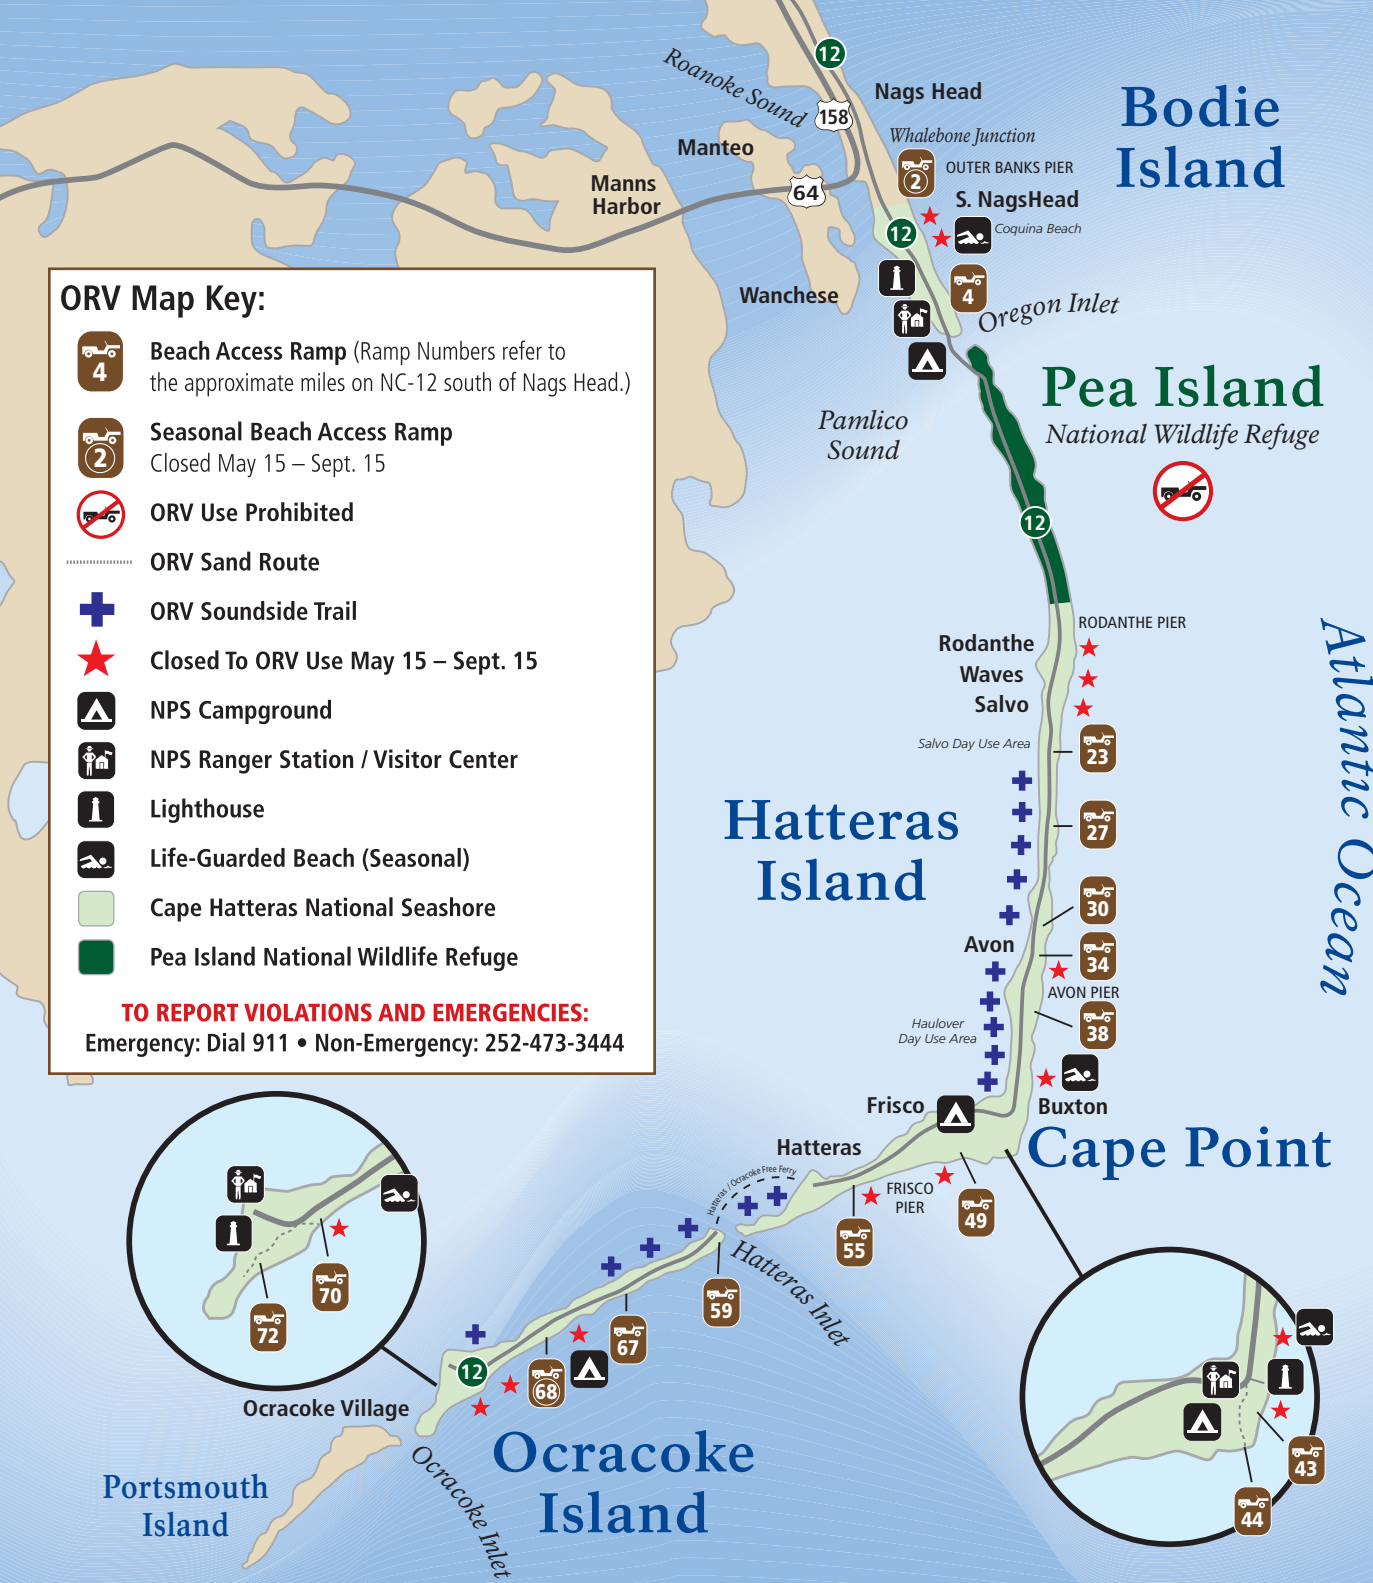 12
Roanoke Sound
158
Nags Head
Bodie
Island
Whalebone Junction
Manteo
2
OUTER BANKS PIER
Manns
Harbor
64
S. NagsHead
12
Coquina Beach
Wanchese
4
Oregon Inlet
ORV Map Key:
4
Beach Access Ramp (Ramp Numbers refer to
the approximate miles on NC-12 south of Nags Head.)
2
Seasonal Beach Access Ramp
Closed May 15 – Sept. 15
ORV Use Prohibited
ORV Sand Route
ORV Soundside Trail
Closed To ORV Use May 15 – Sept. 15
NPS Campground
NPS Ranger Station / Visitor Center
Lighthouse
Life-Guarded Beach (Seasonal)
Cape Hatteras National Seashore
Pea Island National Wildlife Refuge
TO REPORT VIOLATIONS AND EMERGENCIES:
Emergency: Dial 911 • Non-Emergency: 252-473-3444
Pea Island
National Wildlife Refuge
Pamlico
Sound
12
RODANTHE PIER
Rodanthe
Waves
Salvo
Atlantic Ocean
Salvo Day Use Area
23
Hatteras
Island
27
30
Avon
34
AVON PIER
Haulover
Day Use Area
38
Frisco
Buxton
Cape Point
Hatteras
Hatteras / Ocracoke Free Ferry
FRISCO
PIER
49
55
Hatteras Inlet
59
67
68
12
70
72
Ocracoke Village
Ocracoke
Island
Ocracoke Inlet
Portsmouth
Island
43
44